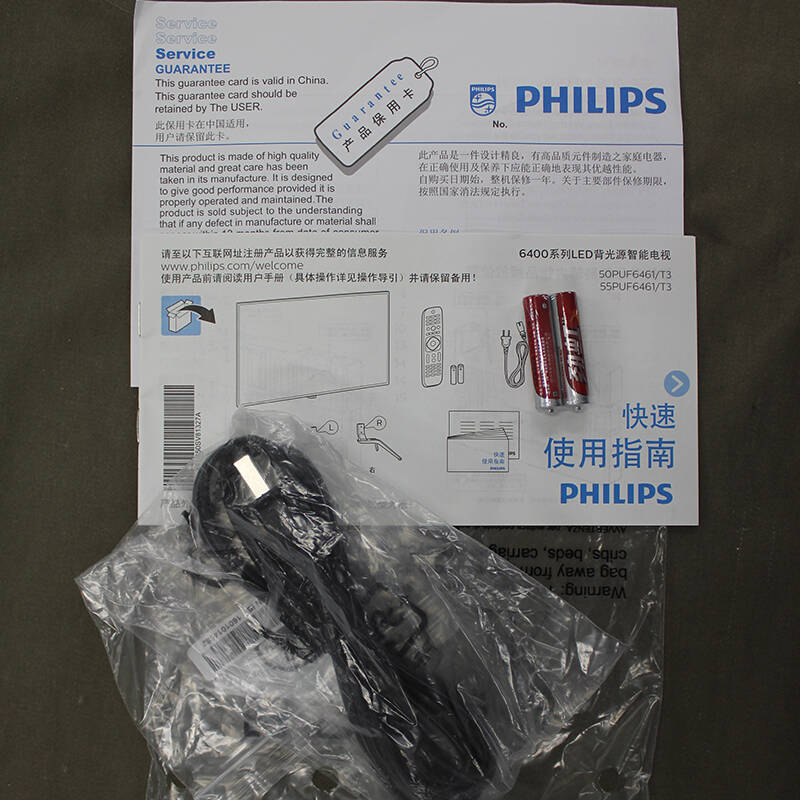 Service
Service
Service
GUARANTEE
This guarantee card is valid in China.
This guarantee card should be
retained by The USER.
此保用卡在中国适用，
用户请保留此卡。
Guarantee
产品保用卡
PHILIPS
PHILIPS
No.
This product is made of high quality
material and great care has been
taken in its manufacture. It is designed
to give good performance provided it is
properly operated and maintained.The
product is sold subject to the understanding
that if any defect in manufacture or material shall
此产品是一件设计精良，有高品质元件制造之家庭电器，
在正确使用及保养下应能正确地表现其优越性能。
自购买日期始，整机保修一年。关于主要部件保修期限，
按照国家消法规定执行。
请至以下互联网址注册产品以获得完整的信息服务
www.philips.com/welcome
使用产品前请阅读用户手册（具体操作详见操作导引）并请保留备用！
6400系列LED背光源智能电视
50PUF6461/T3
55PUF6461/T3
L
R
右
快速
使用指南
快速
使用指南
PHILIPS
AVVERTENZA
cribs, beds, carriag
bag away from
Warning: